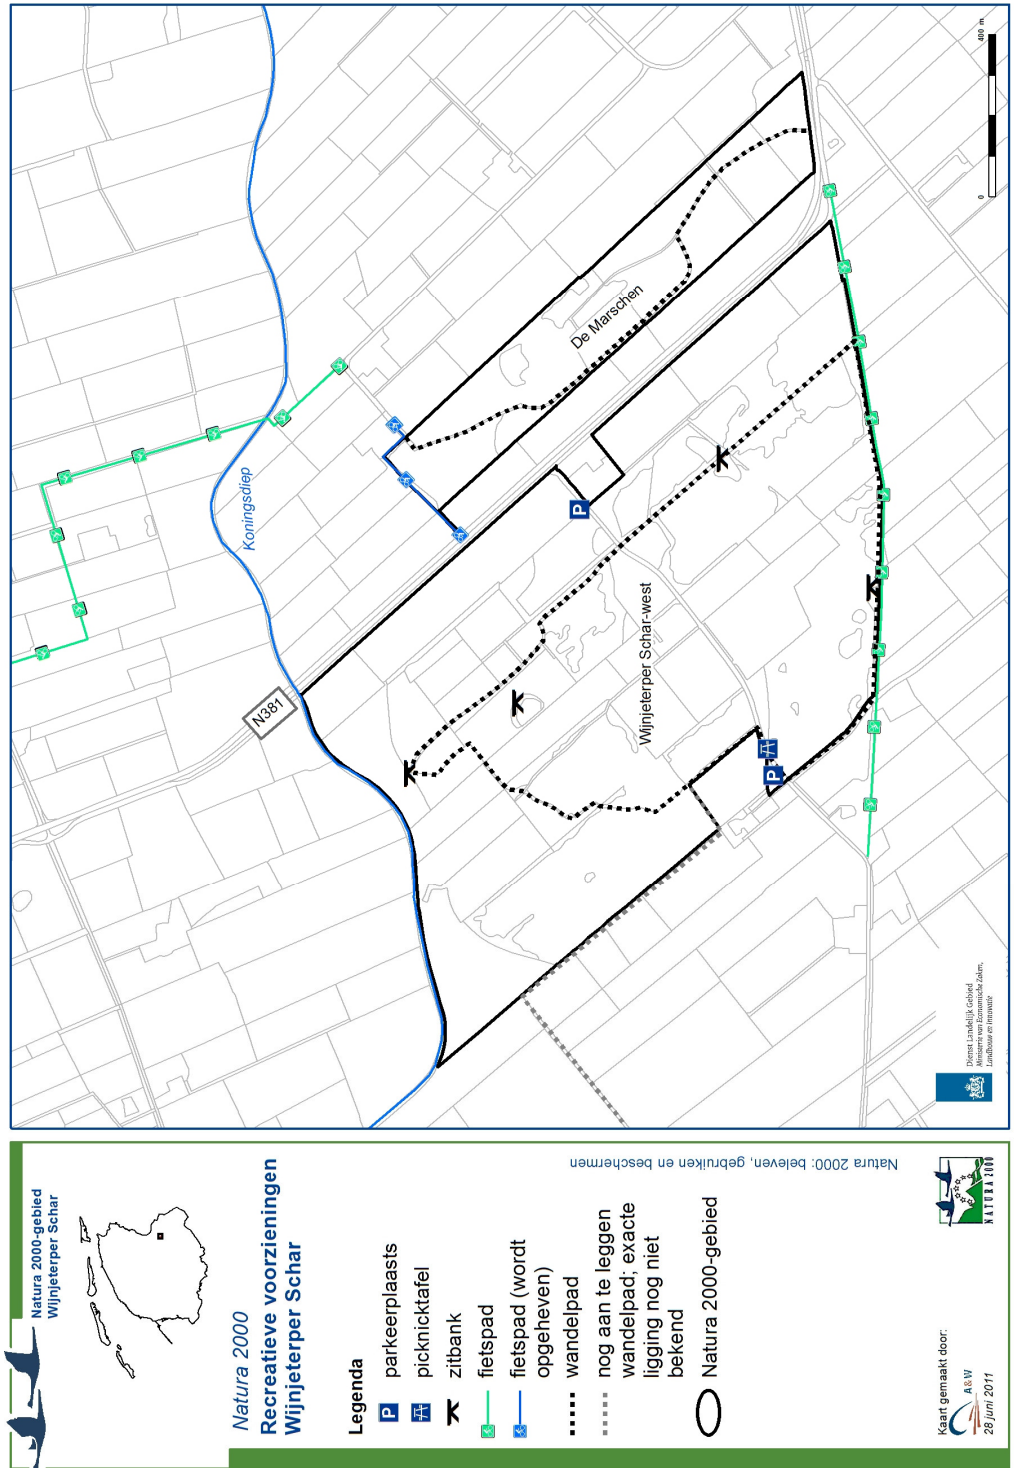 Natura 2000-gebied
Wijnjeterper Schar
Natura 2000
Recreatieve voorzieningen
Wijnjeterper Schar
Legenda
P parkeerplaasts
picknicktafel
zitbank
fietspad
fietspad (wordt
opgeheven)
wandelpad
nog aan te leggen
wandelpad; exacte
ligging nog niet
bekend
Natura 2000-gebied
Natura 2000: beleven, gebruiken en beschermen
Kaart gemaakt door:
A&W
28 juni 2011
NATURA 2000
Koningsdiep
N381
De Marschen
Wijnjeterper Schar-west
P
P
0
400 m
Dienst Landelijk Gebied
Ministerie van Economische Zaken,
Landbouw en Innovatie